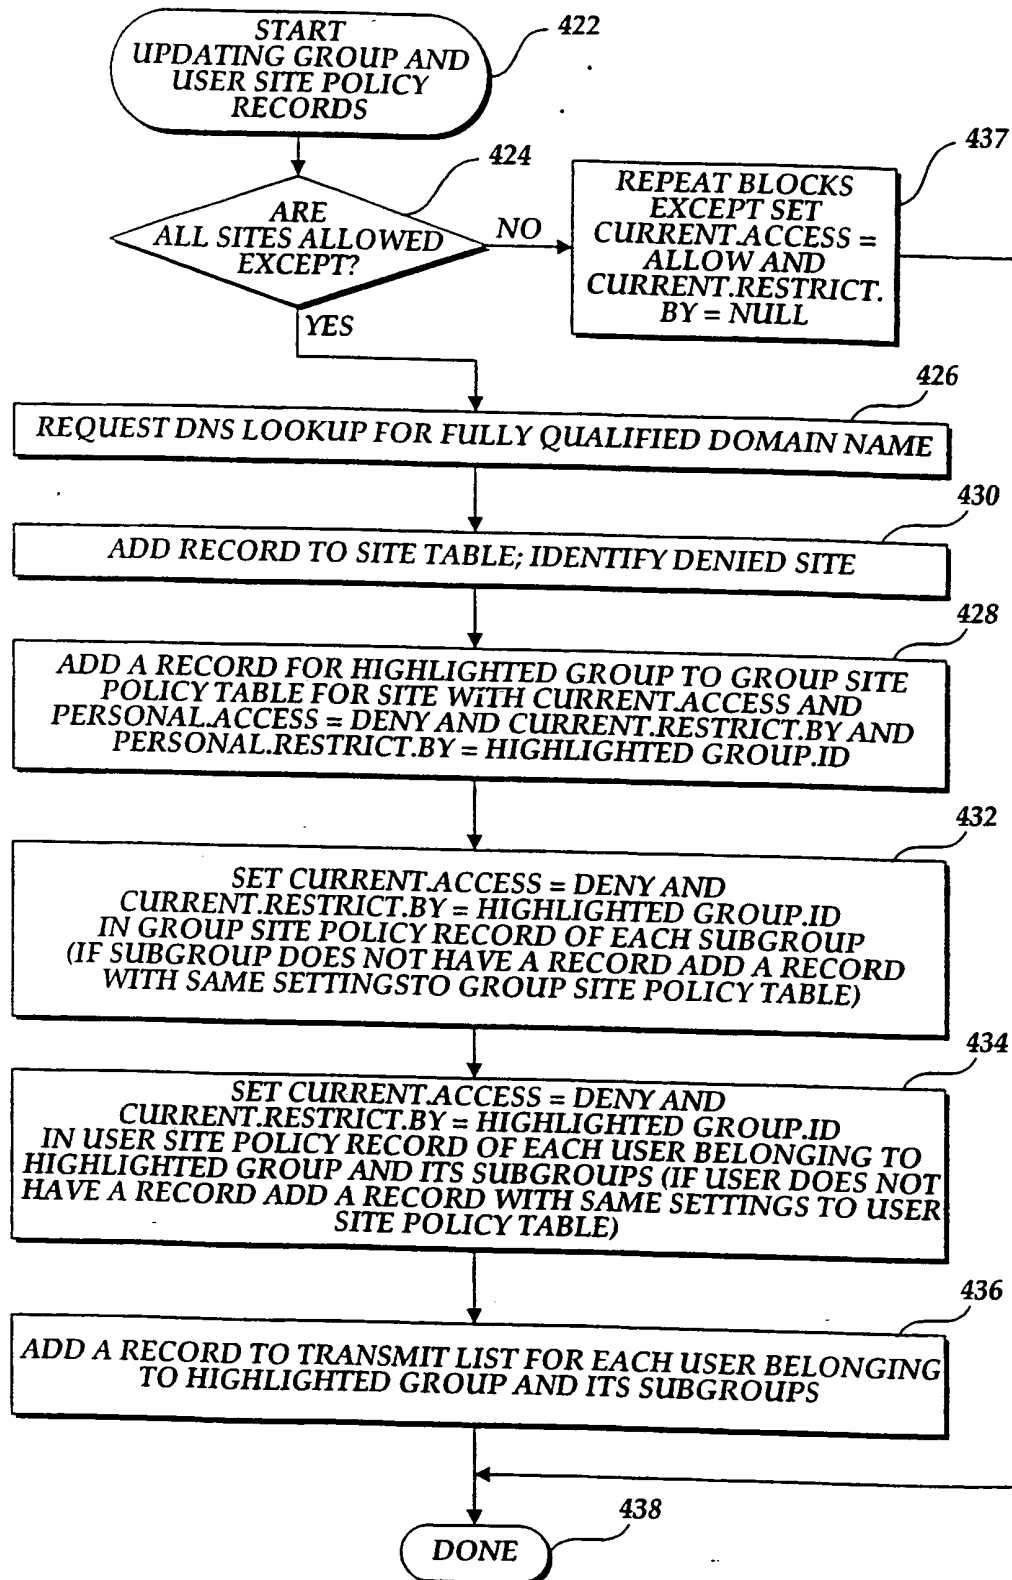 START
UPDATING GROUP AND
USER SITE POLICY
RECORDS
422
424
ARE
ALL SITES ALLOWED
EXCEPT?
NO
YES
437
REPEAT BLOCKS
EXCEPT SET
CURRENT.ACCESS =
ALLOW AND
CURRENT.RESTRICT.
BY = NULL
426
REQUEST DNS LOOKUP FOR FULLY QUALIFIED DOMAIN NAME
430
ADD RECORD TO SITE TABLE; IDENTIFY DENIED SITE
428
ADD A RECORD FOR HIGHLIGHTED GROUP TO GROUP SITE
POLICY TABLE FOR SITE WITH CURRENT.ACCESS AND
PERSONAL.ACCESS = DENY AND CURRENT.RESTRICT.BY AND
PERSONAL.RESTRICT.BY = HIGHLIGHTED GROUP.ID
432
SET CURRENT.ACCESS = DENY AND
CURRENT.RESTRICT.BY = HIGHLIGHTED GROUP.ID
IN GROUP SITE POLICY RECORD OF EACH SUBGROUP
(IF SUBGROUP DOES NOT HAVE A RECORD ADD A RECORD
WITH SAME SETTINGSTO GROUP SITE POLICY TABLE)
434
SET CURRENT.ACCESS = DENY AND
CURRENT.RESTRICT.BY = HIGHLIGHTED GROUP.ID
IN USER SITE POLICY RECORD OF EACH USER BELONGING TO
HIGHLIGHTED GROUP AND ITS SUBGROUPS (IF USER DOES NOT
HAVE A RECORD ADD A RECORD WITH SAME SETTINGS TO USER
SITE POLICY TABLE)
436
ADD A RECORD TO TRANSMIT LIST FOR EACH USER BELONGING
TO HIGHLIGHTED GROUP AND ITS SUBGROUPS
438
DONE